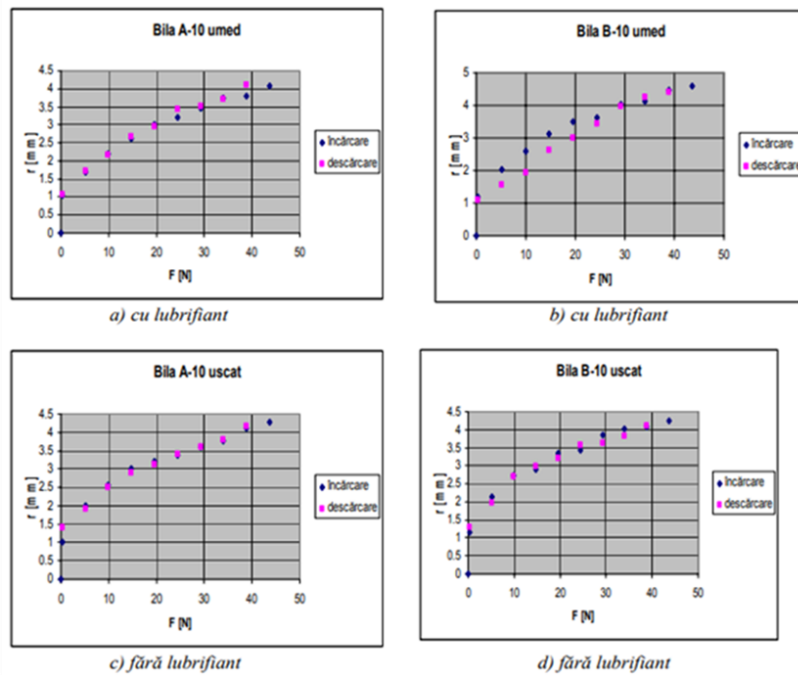 Bila A-10 umed
4.5
4
3.5
3
2.5
2
1.5
1
0.5
0
r [mm]
0 10 20 30 40 50
F [N]
încărcare
descărcare
a) cu lubrifiant
Bila B-10 umed
5
4
3
2
1
0
r [mm]
0 10 20 30 40 50
F [N]
încărcare
descărcare
b) cu lubrifiant
Bila A-10 uscat
4.5
4
3.5
3
2.5
2
1.5
1
0.5
0
r [mm]
0 10 20 30 40 50
F [N]
încărcare
descărcare
c) fără lubrifiant
Bila B-10 uscat
4.5
4
3.5
3
2.5
2
1.5
1
0.5
0
r [mm]
0 10 20 30 40 50
F [N]
încărcare
descărcare
d) fără lubrifiant